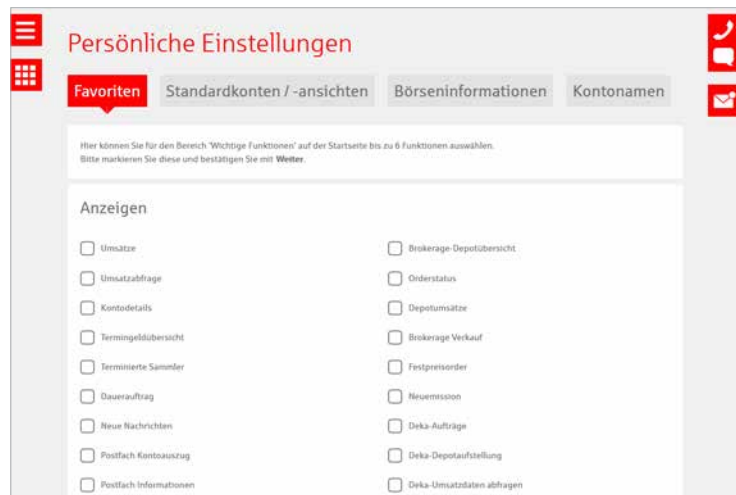 Persönliche Einstellungen
Favoriten
Standardkonten / -ansichten
Börseninformationen
Kontonamen
Hier können Sie für den Bereich 'Wichtige Funktionen' auf der Startseite bis zu 6 Funktionen auswählen.
Bitte markieren Sie diese und bestätigen Sie mit Weiter.
Anzeigen
Umsätze
Brokerage-Depotübersicht
Umsatzabfrage
Orderstatus
Kontodetails
Depotumsätze
Termingeldübersicht
Brokerage Verkauf
Terminierte Sammler
Festpreisorder
Dauerauftrag
Neuemission
Neue Nachrichten
Deka-Aufträge
Postfach Kontoauszug
Deka-Depotaufstellung
Postfach Informationen
Deka-Umsatzdaten abfragen